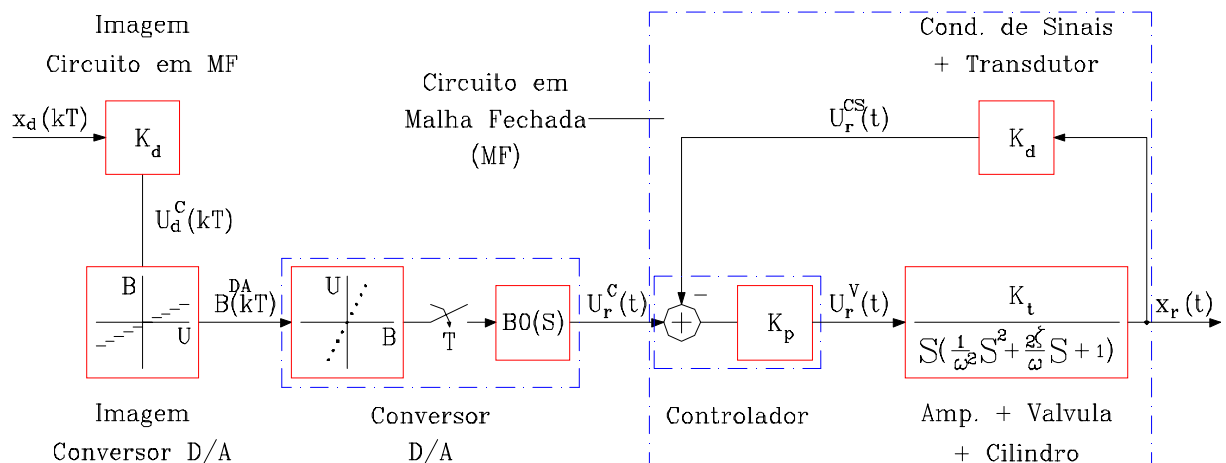 Imagem
Circuito em MF
x_d(kT)
K_d
U_d^C(kT)
B
U
Imagem
Conversor D/A
B^DA(kT)
U
B
T
B0(S)
Conversor
D/A
U_r^C(t)
Circuito em
Malha Fechada
(MF)
Cond. de Sinais
+ Transdutor
U_r^CS(t)
K_d
−
+
K_p
Controlador
U_r^V(t)
K_t
S(1/ω² S² + 2ζ/ω S + 1)
x_r(t)
Amp. + Valvula
+ Cilindro